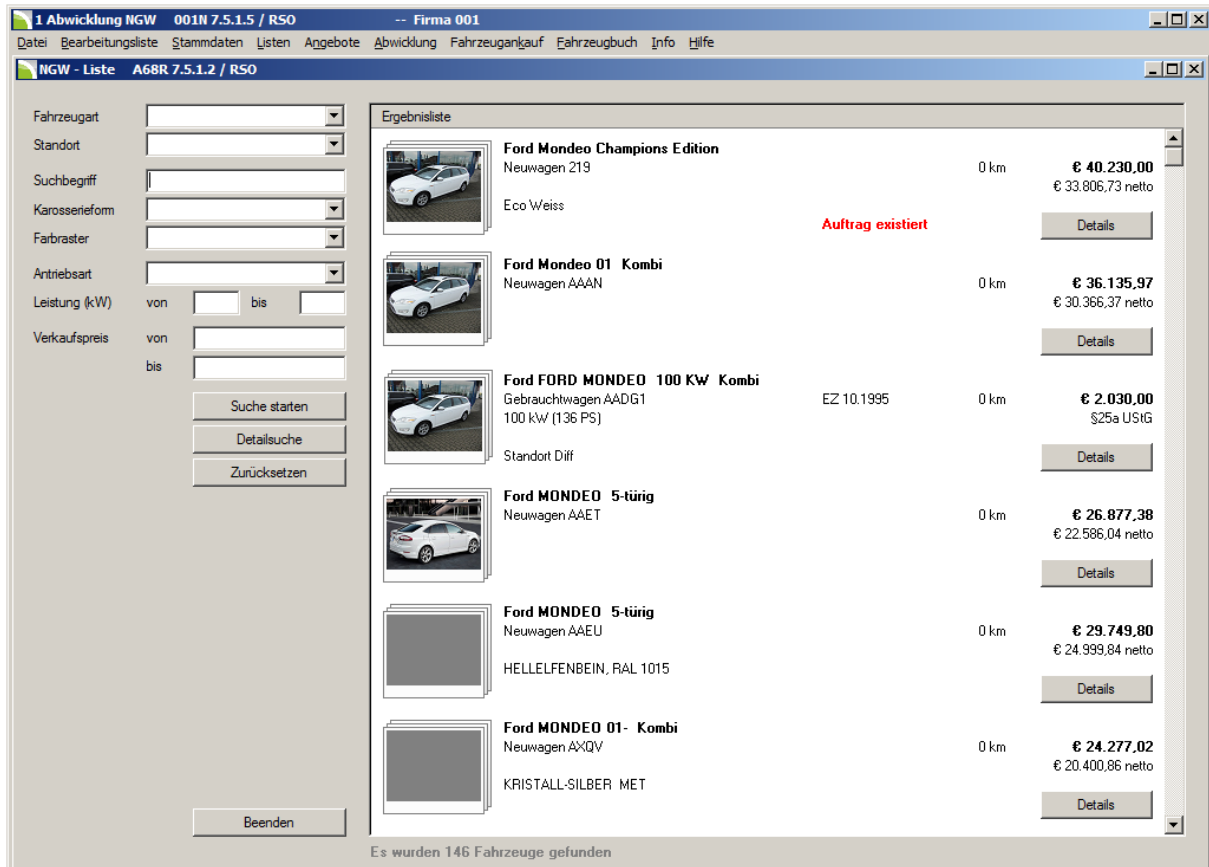 1 Abwicklung NGW 001N 7.5.1.5 / RSO -- Firma 001
Datei Bearbeitungsliste Stammdaten Listen Angebote Abwicklung Fahrzeugankauf Fahrzeugbuch Info Hilfe
NGW - Liste A68R 7.5.1.2 / RSO
Fahrzeugart
Standort
Suchbegriff
Karosserieform
Farbraster
Antriebsart
Leistung (kW) von bis
Verkaufspreis von
bis
Suche starten
Detailsuche
Zurücksetzen
Beenden
Ergebnisliste
Ford Mondeo Champions Edition
Neuwagen 219 0 km € 40.230,00
€ 33.806,73 netto
Eco Weiss
Auftrag existiert Details
Ford Mondeo 01 Kombi
Neuwagen AAAN 0 km € 36.135,97
€ 30.366,37 netto
Details
Ford FORD MONDEO 100 KW Kombi
Gebrauchtwagen AADG1 EZ 10.1995 0 km € 2.030,00
100 kW (136 PS) §25a UStG
Standort Diff Details
Ford MONDEO 5-türig
Neuwagen AAET 0 km € 26.877,38
€ 22.586,04 netto
Details
Ford MONDEO 5-türig
Neuwagen AAEU 0 km € 29.749,80
€ 24.999,84 netto
HELLELFENBEIN, RAL 1015
Details
Ford MONDEO 01- Kombi
Neuwagen AXQV 0 km € 24.277,02
€ 20.400,86 netto
KRISTALL-SILBER MET
Details
Es wurden 146 Fahrzeuge gefunden